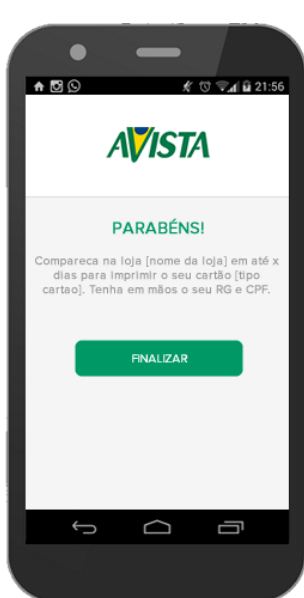 21:56
AVISTA
PARABÉNS!
Compareca na loja [nome da loja] em até x
dias para imprimir o seu cartão [tipo
cartao]. Tenha em mãos o seu RG e CPF.
FINALIZAR